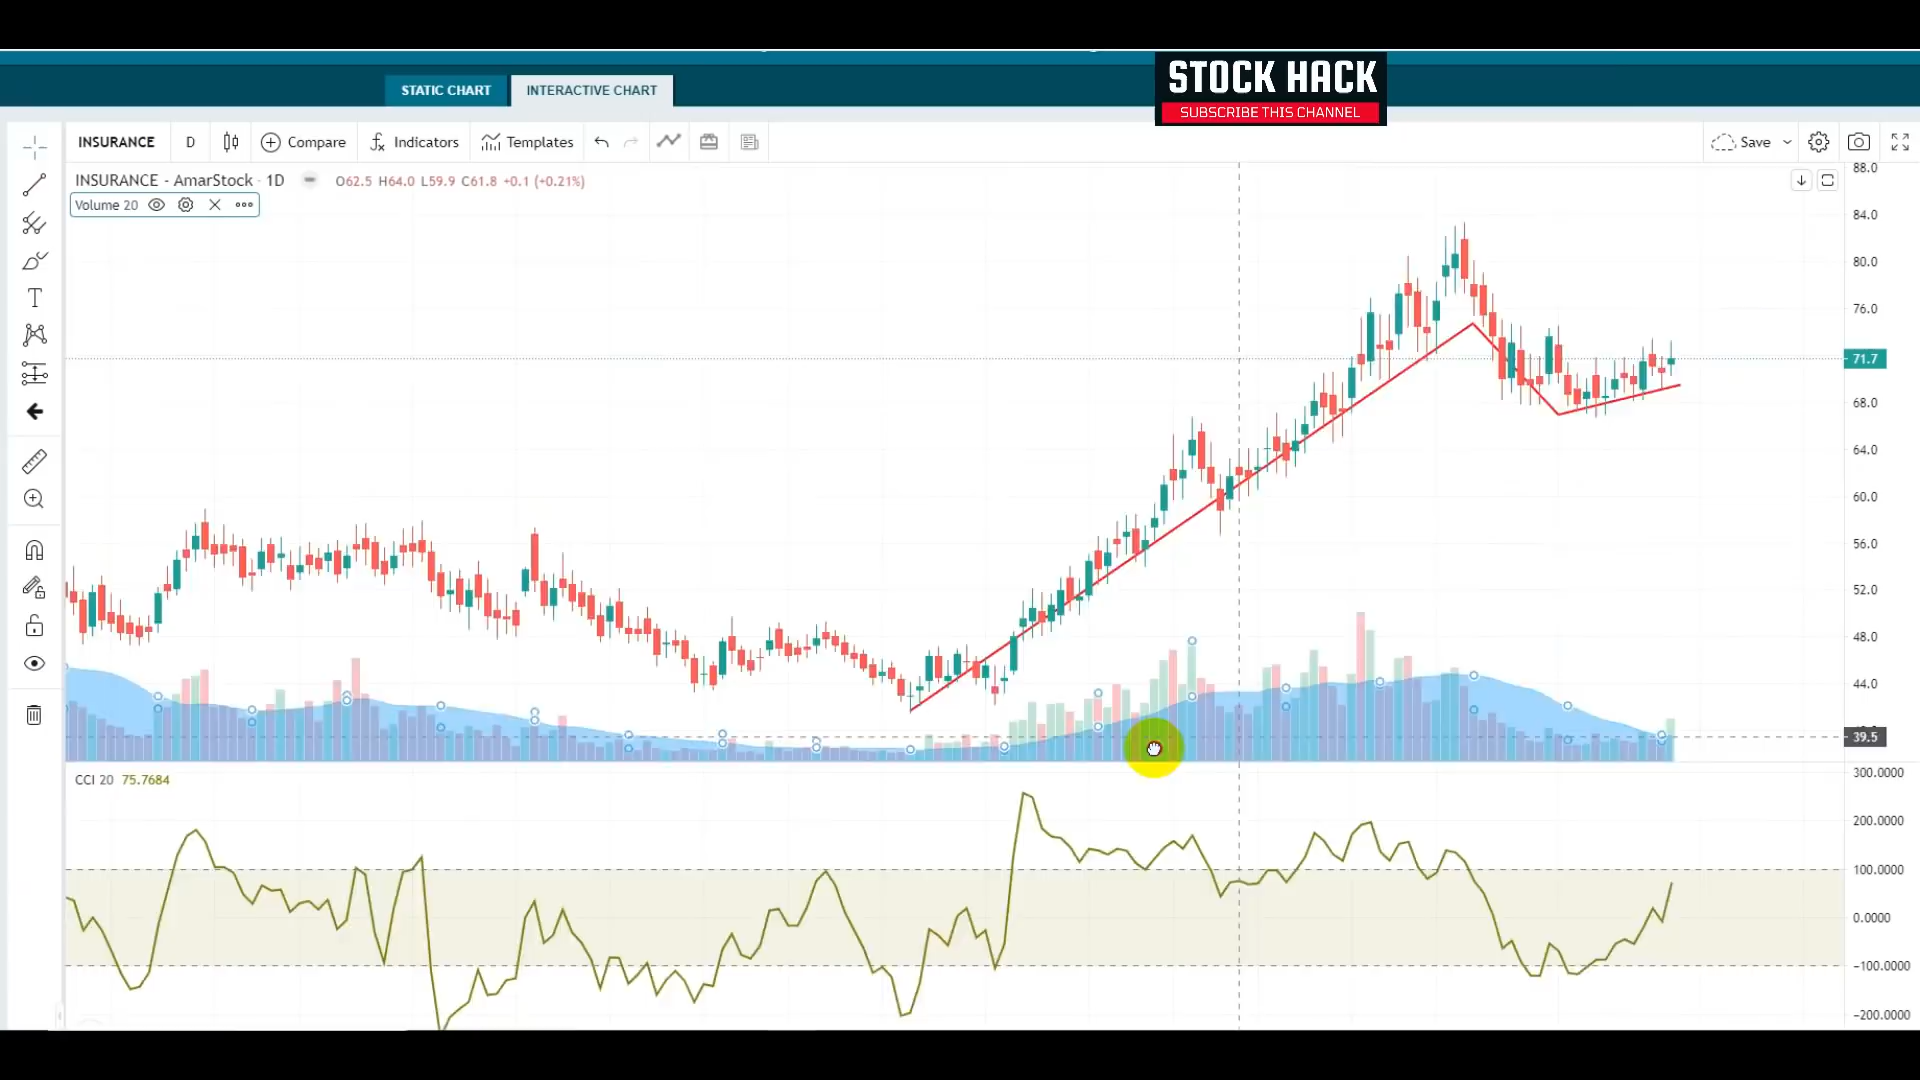 STOCK HACK
SUBSCRIBE THIS CHANNEL
STATIC CHART
INTERACTIVE CHART
INSURANCE D Compare Indicators Templates Save
INSURANCE - AmarStock · 1D O62.5 H64.0 L59.9 C61.8 +0.1 (+0.21%)
Volume 20
88.0
84.0
80.0
76.0
71.7
68.0
64.0
60.0
56.0
52.0
48.0
44.0
39.5
CCI 20 75.7684
300.0000
200.0000
100.0000
0.0000
−100.0000
−200.0000